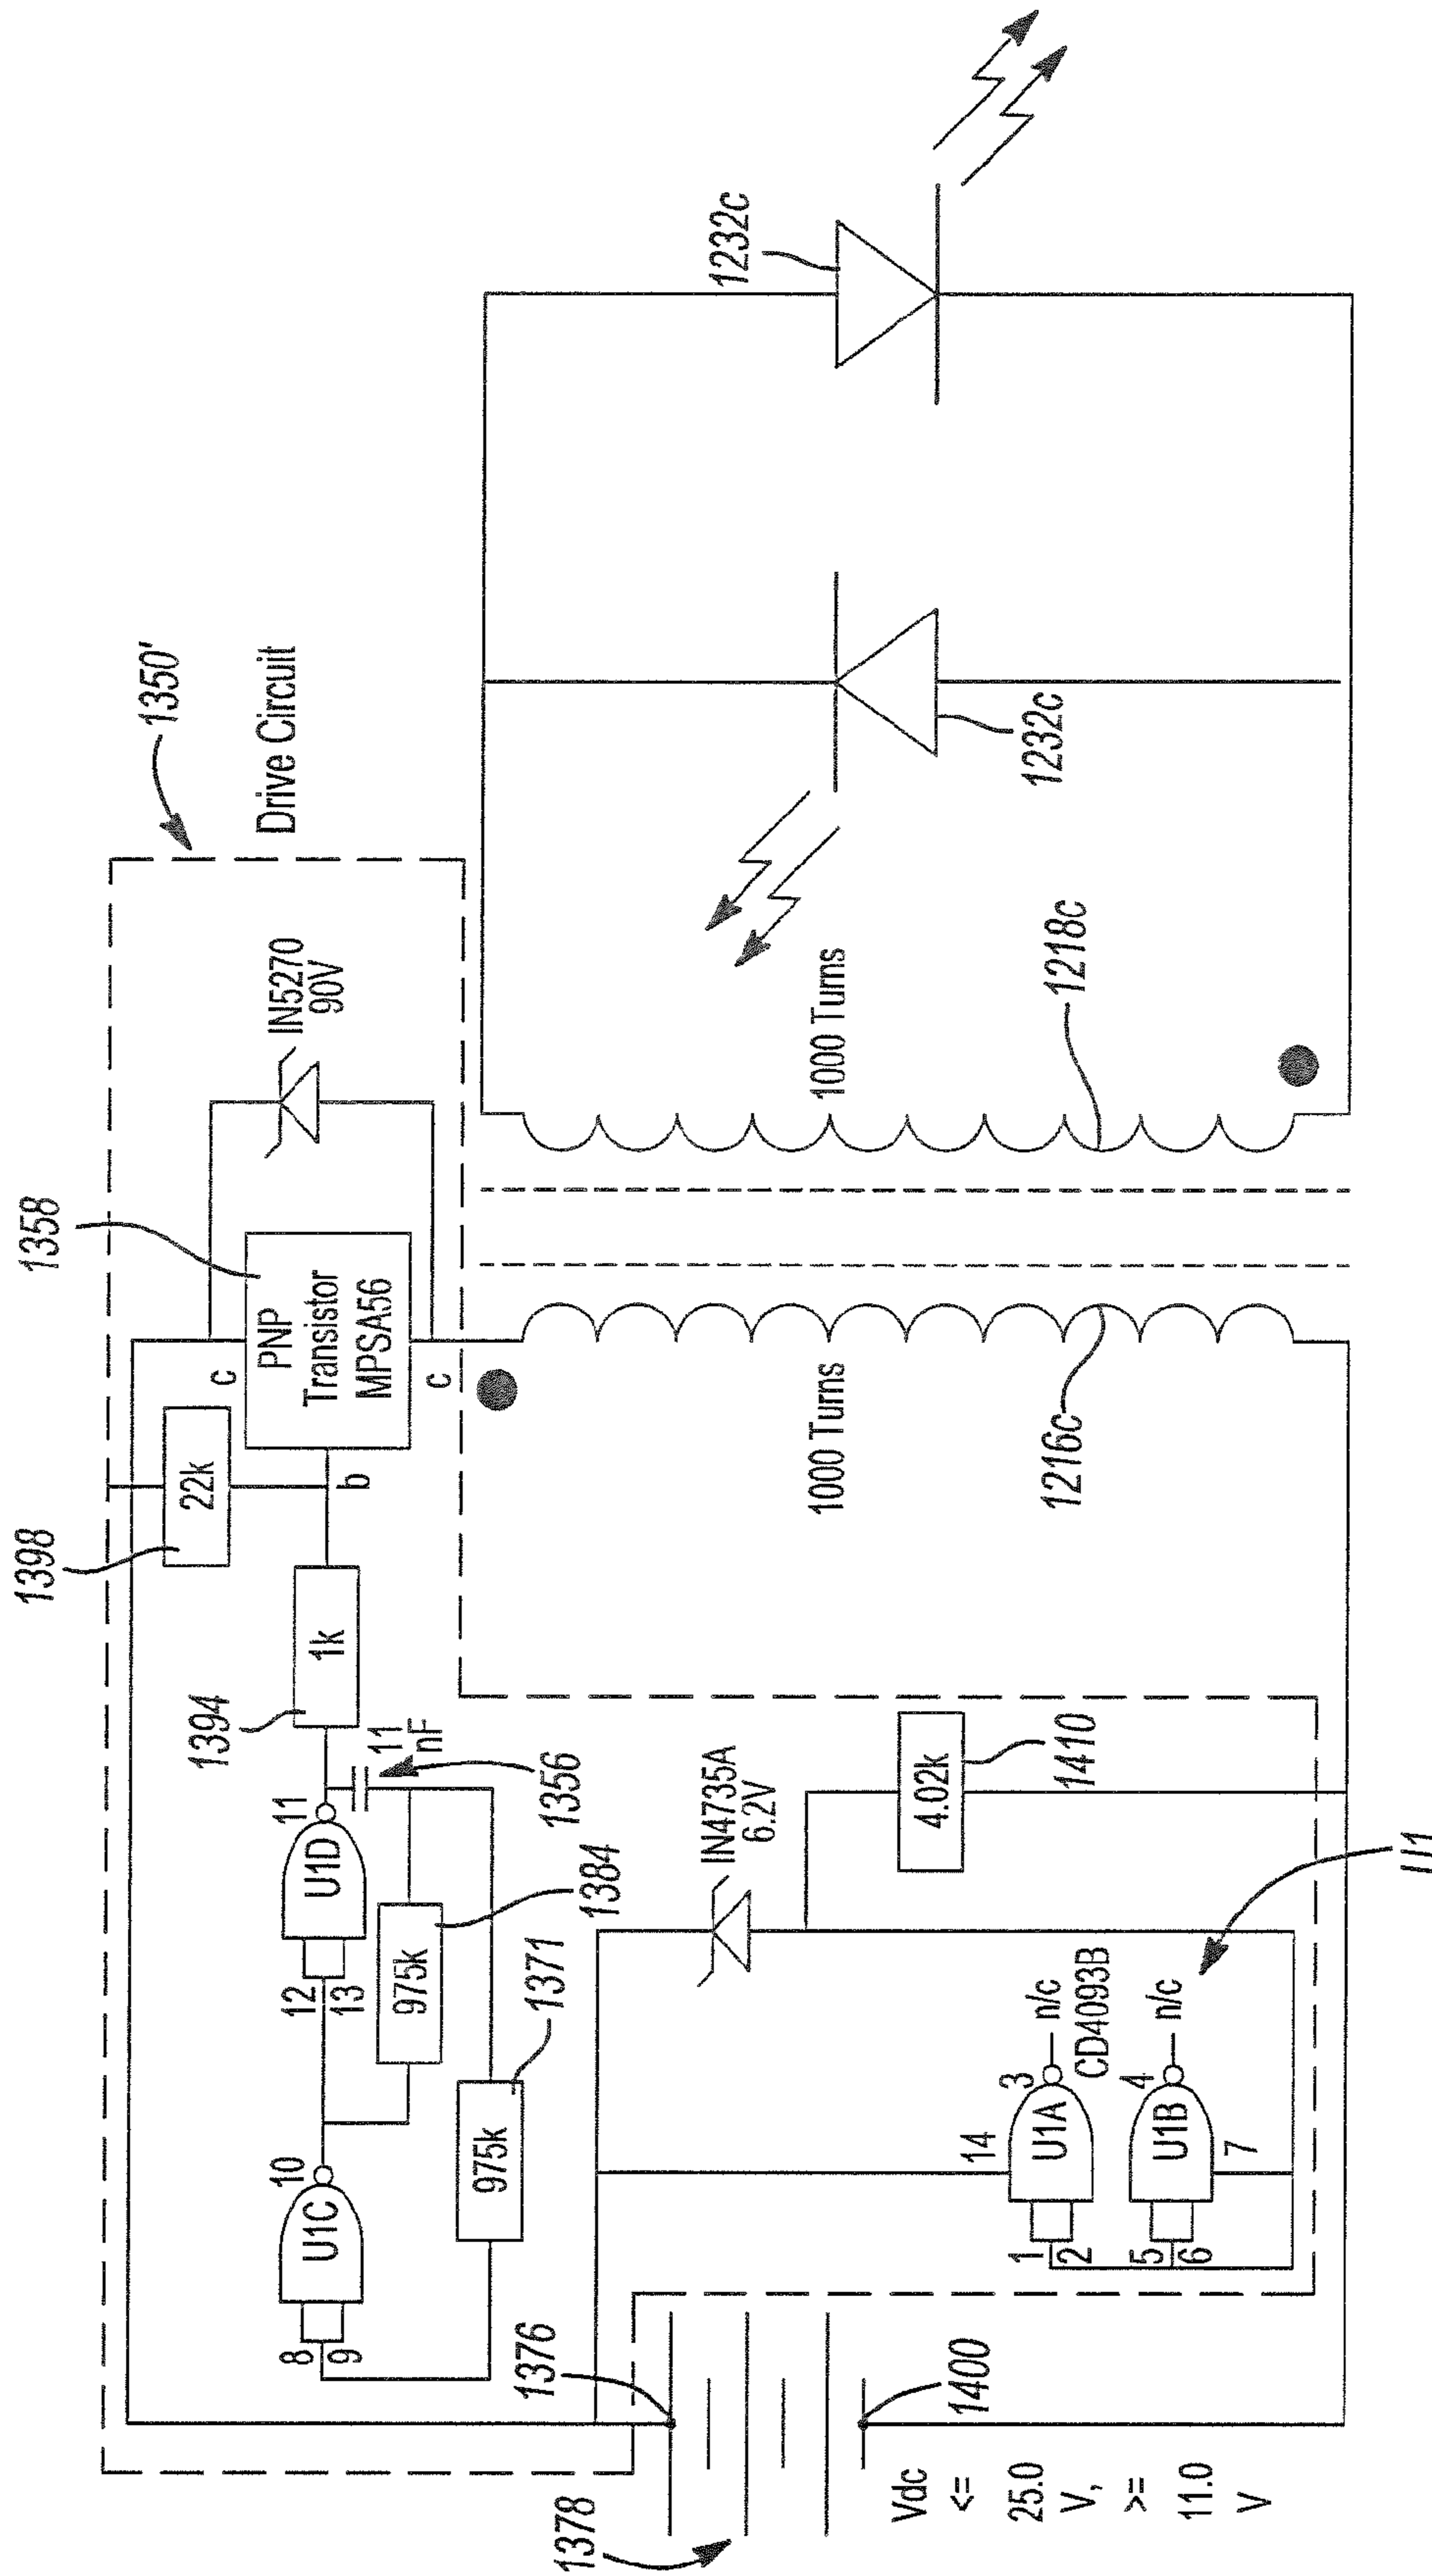 1350'
Drive Circuit
1358
1398
22k
c
PNP
Transistor
MPSA56
c
b
IN5270
90V
1394
1k
11
nF
1356
U1D
11
12
13
975k
1384
975k
1371
U1C
10
8
9
1376
1378
1400
Vdc
<=
25.0
V,
>=
11.0
V
IN4735A
6.2V
4.02k
1410
14
U1A
3
n/c
CD4093B
1
2
U1B
4
n/c
5
6
7
U1
1000 Turns
1216c
1000 Turns
1218c
1232c
1232c